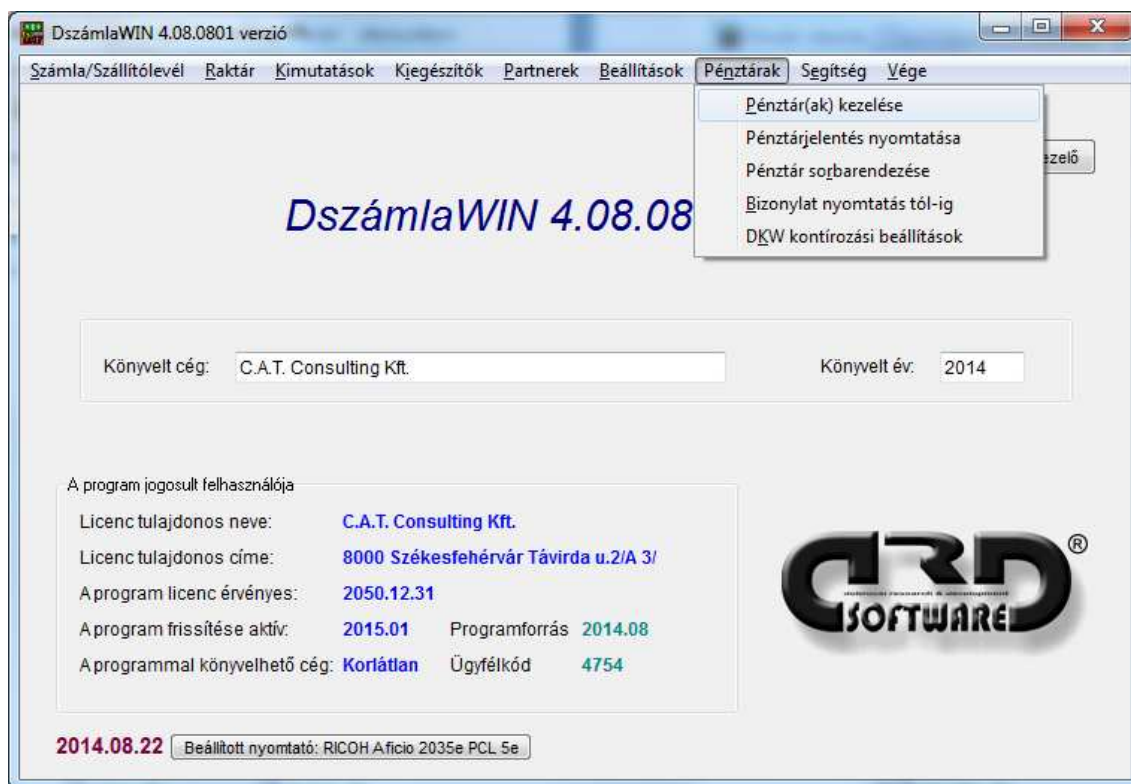 DszámlaWIN 4.08.0801 verzió
Számla/Szállítólevél Raktár Kimutatások Kiegészítők Partnerek Beállítások Pénztárak Segítség Vége
Pénztár(ak) kezelése
Pénztárjelentés nyomtatása
ezelő
Pénztár sorbarendezése
Bizonylat nyomtatás tól-ig
DKW kontírozási beállítások
DszámlaWIN 4.08.08
Könyvelt cég: C.A.T. Consulting Kft. Könyvelt év: 2014
A program jogosult felhasználója
Licenc tulajdonos neve: C.A.T. Consulting Kft.
Licenc tulajdonos címe: 8000 Székesfehérvár Távirda u.2/A 3/
A program licenc érvényes: 2050.12.31
A program frissítése aktív: 2015.01 Programforrás 2014.08
A programmal könyvelhető cég: Korlátlan Ügyfélkód 4754
DRD ®
SOFTWARE
2014.08.22 Beállított nyomtató: RICOH Aficio 2035e PCL 5e